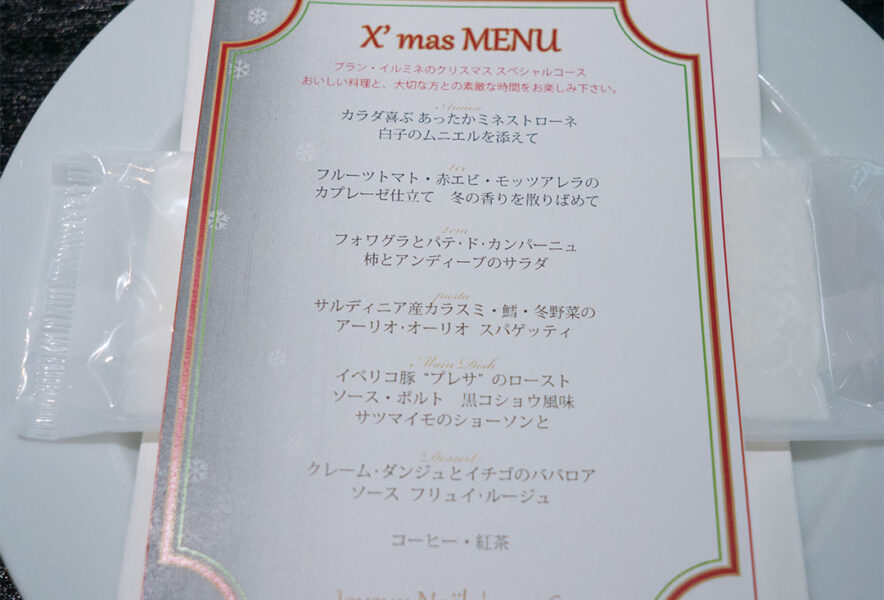 X' mas MENU
ブラン・イルミネのクリスマス スペシャルコース
おいしい料理と、大切な方との素敵な時間をお楽しみ下さい。
Amuse
カラダ喜ぶ あったかミネストローネ
白子のムニエルを添えて
1er
フルーツトマト・赤エビ・モッツアレラの
カプレーゼ仕立て 冬の香りを散りばめて
2em
フォワグラとパテ・ド・カンパーニュ
柿とアンディーブのサラダ
pasta
サルディニア産カラスミ・鱈・冬野菜の
アーリオ・オーリオ スパゲッティ
Main Dish
イベリコ豚 “プレサ” のロースト
ソース・ポルト 黒コショウ風味
サツマイモのショーソンと
Dessert
クレーム・ダンジュとイチゴのババロア
ソース フリュイ・ルージュ
コーヒー・紅茶